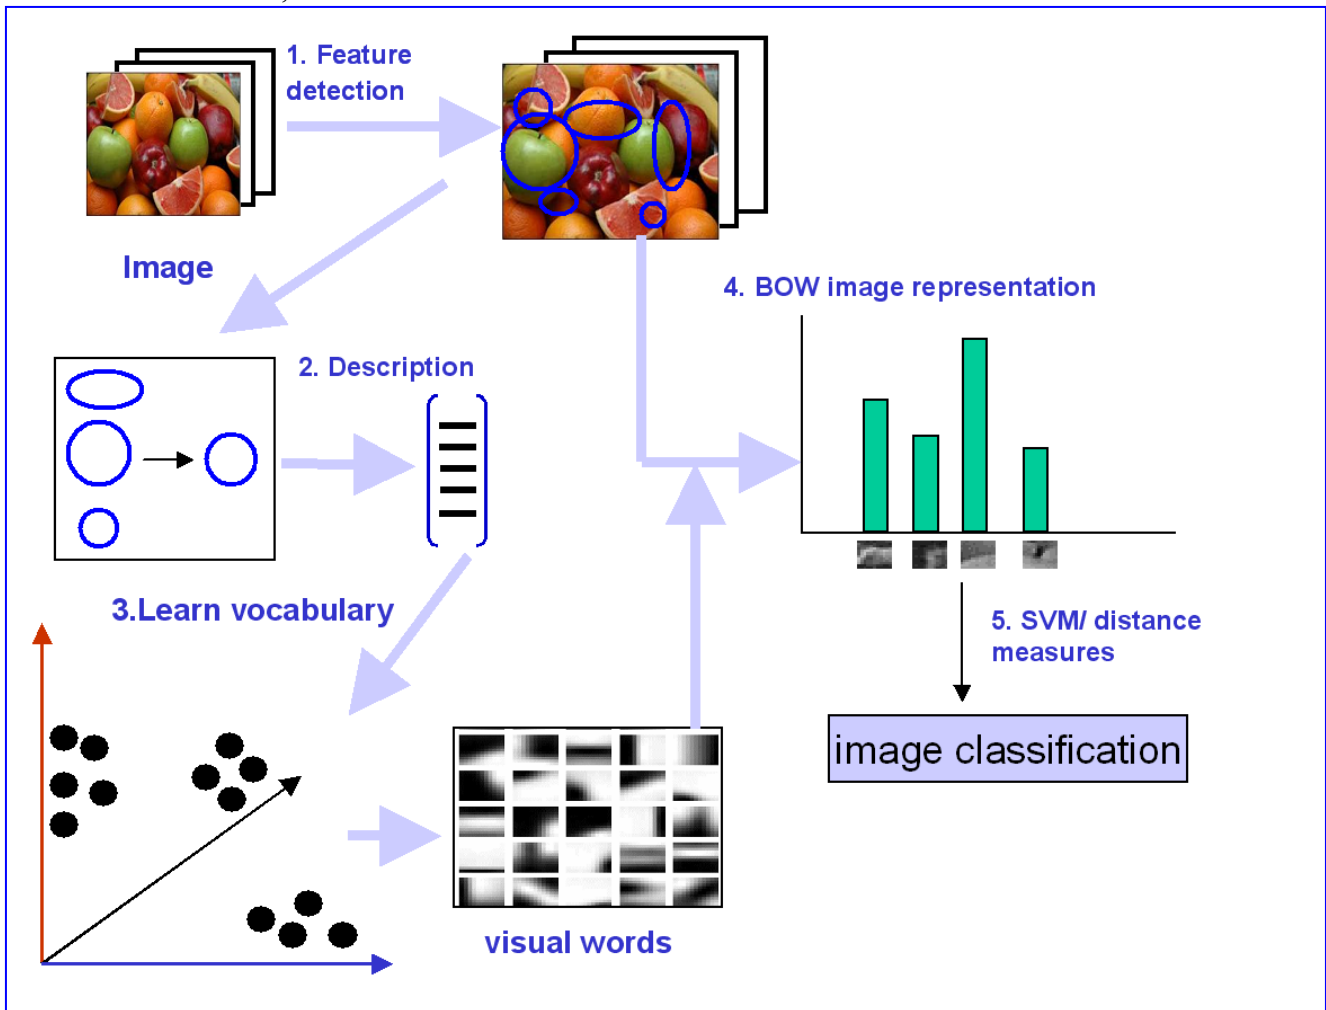 1. Feature
detection
Image
4. BOW image representation
2. Description
3.Learn vocabulary
5. SVM/ distance
measures
image classification
visual words